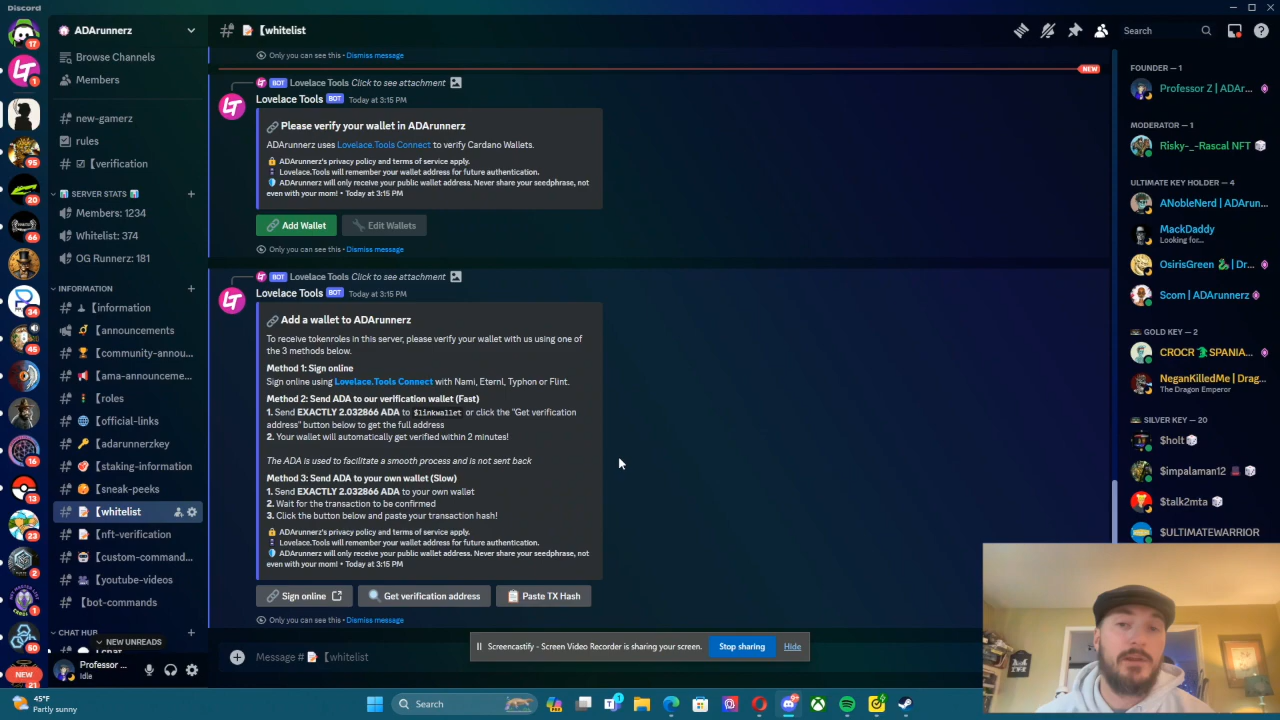 Discord
ADArunnerz
Browse Channels
Members
new-gamerz
rules
【verification
SERVER STATS
Members: 1234
Whitelist: 374
OG Runnerz: 181
INFORMATION
【information
【announcements
【community-annou...
【ama-announceme...
【roles
【official-links
【adarunnerzkey
【staking-information
【sneak-peeks
【whitelist
【nft-verification
【custom-command...
【youtube-videos
【bot-commands
CHAT HUB
NEW UNREADS
Professor ...
Idle
17
1
95
20
66
34
45
16
13
23
2
1
50
NEW
21
【whitelist
Search
Only you can see this • Dismiss message
NEW
BOT Lovelace Tools Click to see attachment
Lovelace Tools BOT Today at 3:15 PM
Please verify your wallet in ADArunnerz
ADArunnerz uses Lovelace.Tools Connect to verify Cardano Wallets.
ADArunnerz's privacy policy and terms of service apply.
Lovelace.Tools will remember your wallet address for future authentication.
ADArunnerz will only receive your public wallet address. Never share your seedphrase, not
even with your mom! • Today at 3:15 PM
Add Wallet
Edit Wallets
Only you can see this • Dismiss message
BOT Lovelace Tools Click to see attachment
Lovelace Tools BOT Today at 3:15 PM
Add a wallet to ADArunnerz
To receive tokenroles in this server, please verify your wallet with us using one of
the 3 methods below.
Method 1: Sign online
Sign online using Lovelace.Tools Connect with Nami, Eternl, Typhon or Flint.
Method 2: Send ADA to our verification wallet (Fast)
1. Send EXACTLY 2.032866 ADA to $linkwallet or click the "Get verification
address" button below to get the full address
2. Your wallet will automatically get verified within 2 minutes!
The ADA is used to facilitate a smooth process and is not sent back
Method 3: Send ADA to your own wallet (Slow)
1. Send EXACTLY 2.032866 ADA to your own wallet
2. Wait for the transaction to be confirmed
3. Click the button below and paste your transaction hash!
ADArunnerz's privacy policy and terms of service apply.
Lovelace.Tools will remember your wallet address for future authentication.
ADArunnerz will only receive your public wallet address. Never share your seedphrase, not
even with your mom! • Today at 3:15 PM
Sign online
Get verification address
Paste TX Hash
Only you can see this • Dismiss message
Message # 【whitelist
Screencastify - Screen Video Recorder is sharing your screen.
Stop sharing
Hide
FOUNDER — 1
Professor Z | ADAr...
MODERATOR — 1
Risky-_-Rascal NFT
ULTIMATE KEY HOLDER — 4
ANobleNerd | ADArun...
MackDaddy
Looking for...
OsirisGreen | Dr...
Scom | ADArunnerz
GOLD KEY — 2
CROCR SPANIA...
NeganKilledMe | Drag...
The Dragon Emperor
SILVER KEY — 20
$holt
$impalaman12
$talk2mta
$ULTIMATEWARRIOR
45°F
Partly sunny
Search